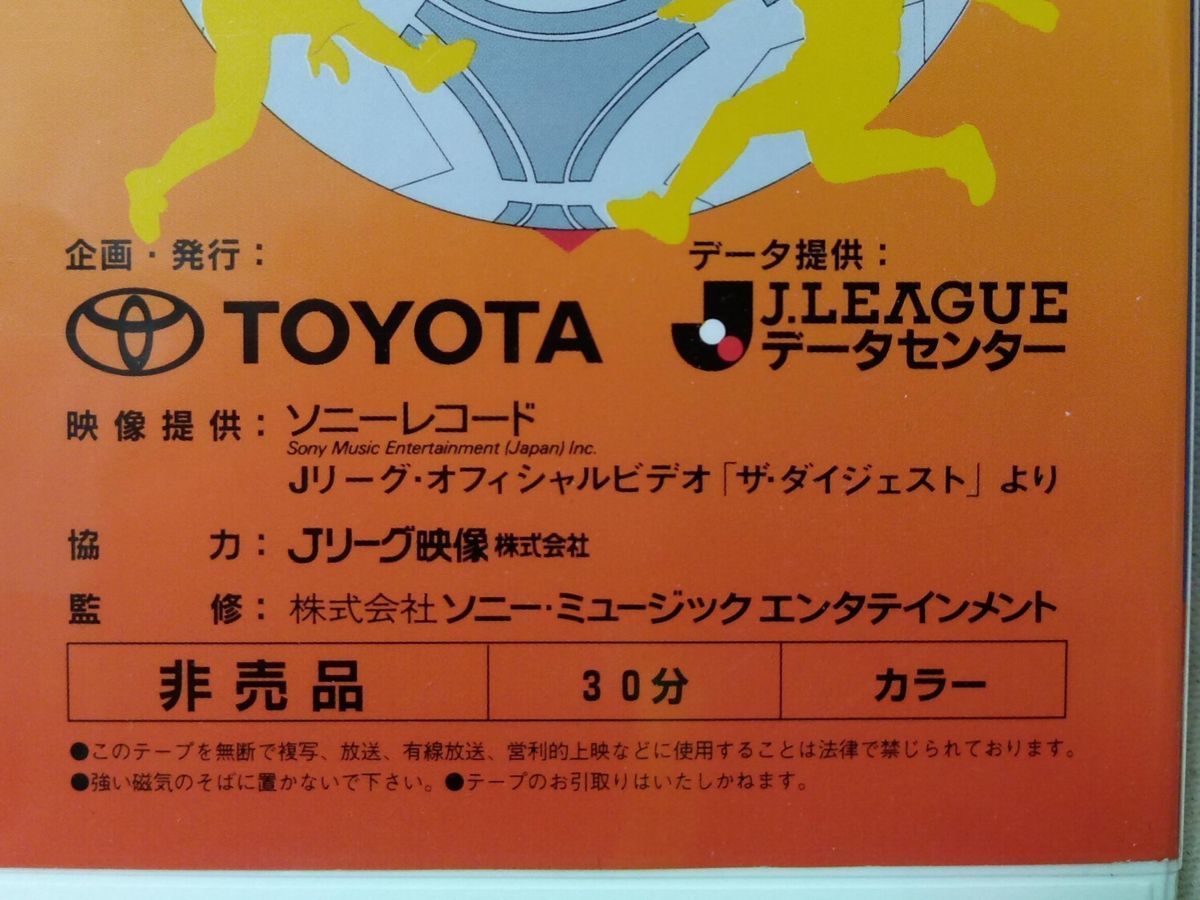 企画・発行：
データ提供：
TOYOTA
J.LEAGUE
データセンター
映像提供：ソニーレコード
Sony Music Entertainment (Japan) Inc.
Jリーグ・オフィシャルビデオ「ザ・ダイジェスト」より
協力：Jリーグ映像株式会社
監修：株式会社ソニー・ミュージックエンタテインメント
非売品 30分 カラー
●このテープを無断で複写、放送、有線放送、営利的上映などに使用することは法律で禁じられております。
●強い磁気のそばに置かないで下さい。●テープのお引取りはいたしかねます。